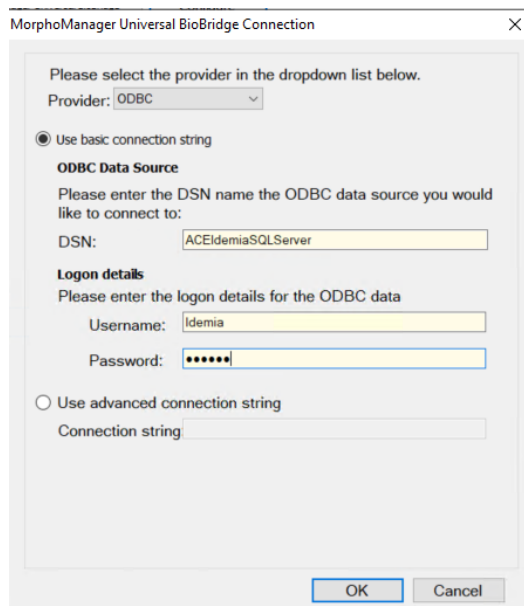 MorphoManager Universal BioBridge Connection
Please select the provider in the dropdown list below.
Provider: ODBC
Use basic connection string
ODBC Data Source
Please enter the DSN name the ODBC data source you would
like to connect to:
DSN: ACEIdemiaSQLServer
Logon details
Please enter the logon details for the ODBC data
Username: Idemia
Password: ••••••
Use advanced connection string
Connection string
OK Cancel